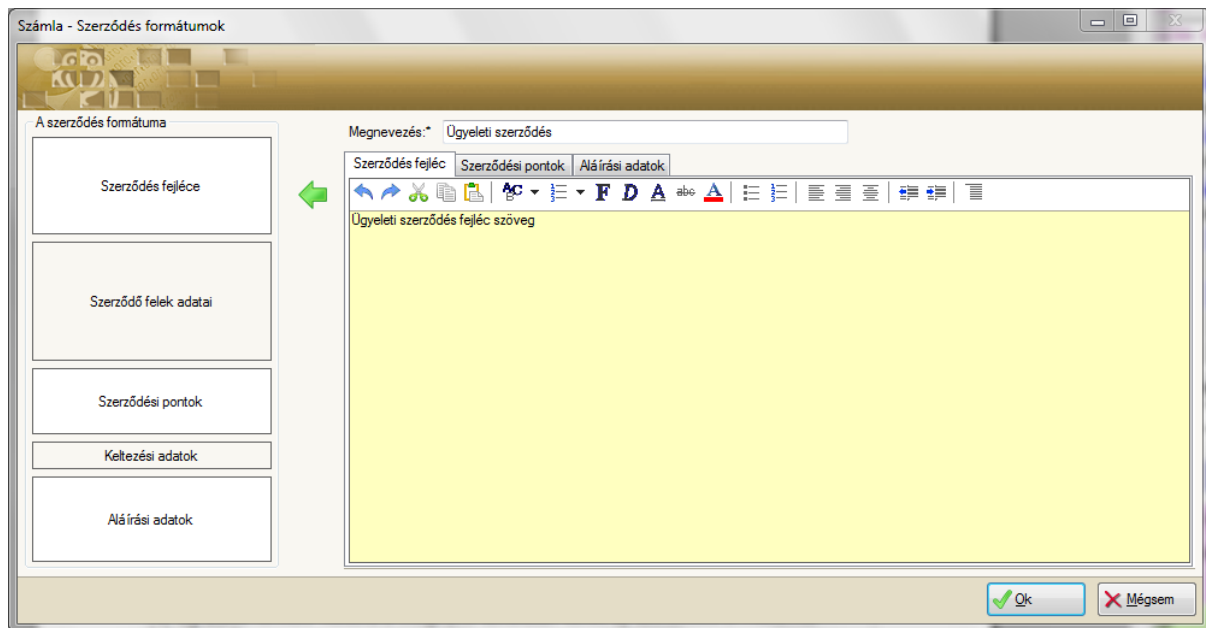 Számla - Szerződés formátumok
A szerződés formátuma
Szerződés fejléce
Szerződő felek adatai
Szerződési pontok
Keltezési adatok
Aláírási adatok
Megnevezés:* Ügyeleti szerződés
Szerződés fejléc Szerződési pontok Aláírási adatok
F D A abc A
Ügyeleti szerződés fejléc szöveg
Ok Mégsem